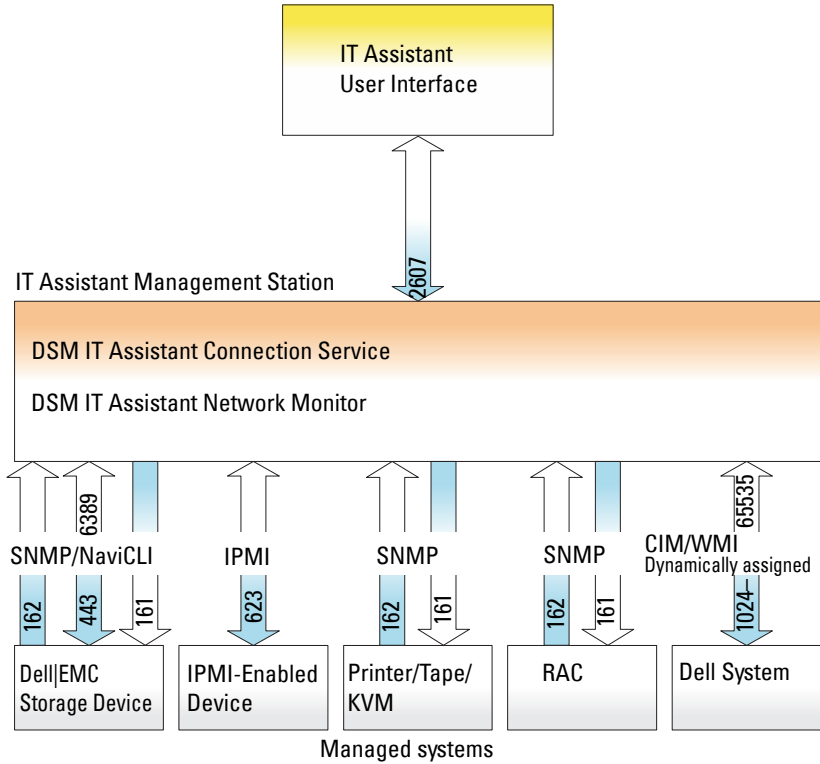 IT Assistant
User Interface
2607
IT Assistant Management Station
DSM IT Assistant Connection Service
DSM IT Assistant Network Monitor
6389
65535
SNMP/NaviCLI
IPMI
SNMP
SNMP
CIM/WMI
Dynamically assigned
162
443
161
623
162
161
162
161
1024–
Dell|EMC
Storage Device
IPMI-Enabled
Device
Printer/Tape/
KVM
RAC
Dell System
Managed systems